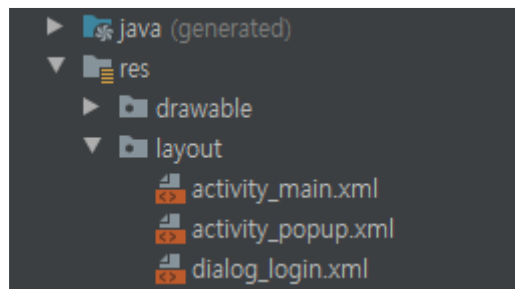 java (generated)
res
drawable
layout
activity_main.xml
activity_popup.xml
dialog_login.xml